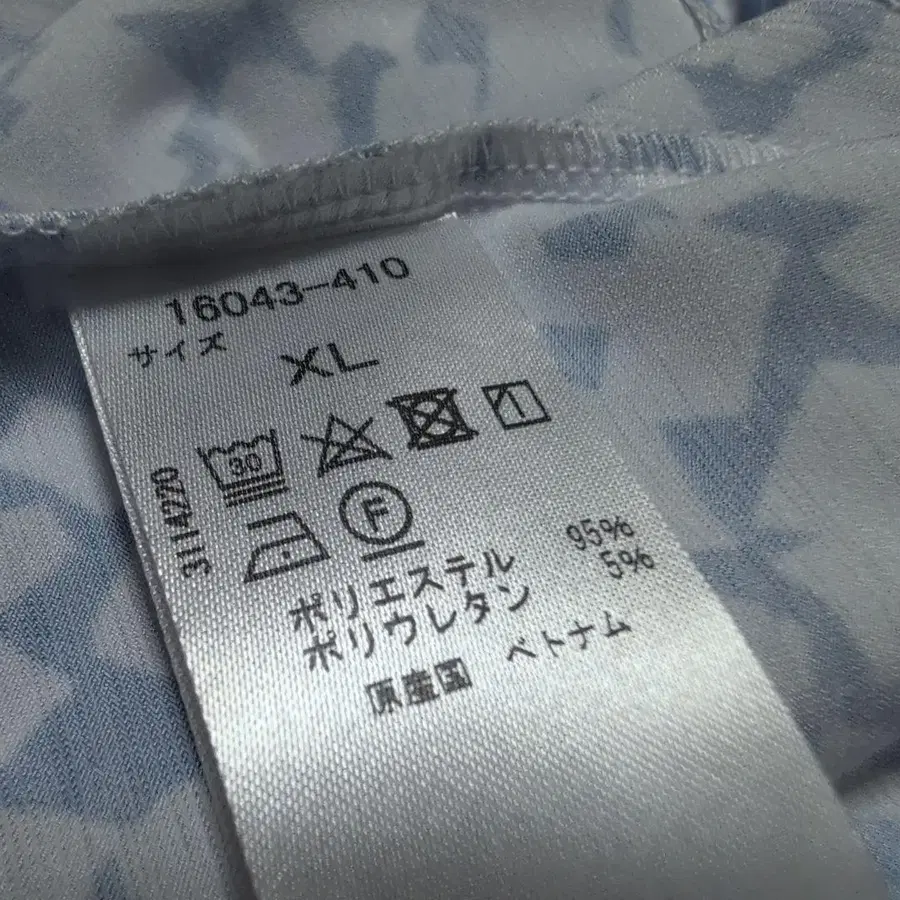 16043-410
サイズ
XL
30
31142220
F
ポリエステル 95%
ポリウレタン 5%
原産国 ベトナム